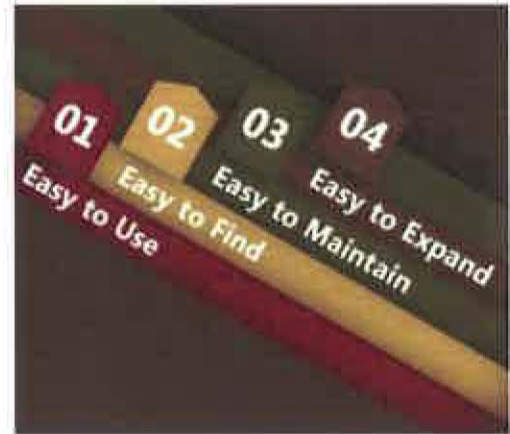 01
Easy to Use
02
Easy to Find
03
Easy to Maintain
04
Easy to Expand